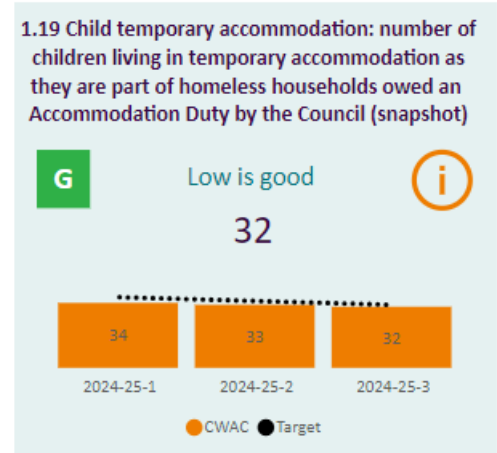 1.19 Child temporary accommodation: number of
children living in temporary accommodation as
they are part of homeless households owed an
Accommodation Duty by the Council (snapshot)
G
Low is good
i
32
34
33
32
2024-25-1
2024-25-2
2024-25-3
CWAC
Target